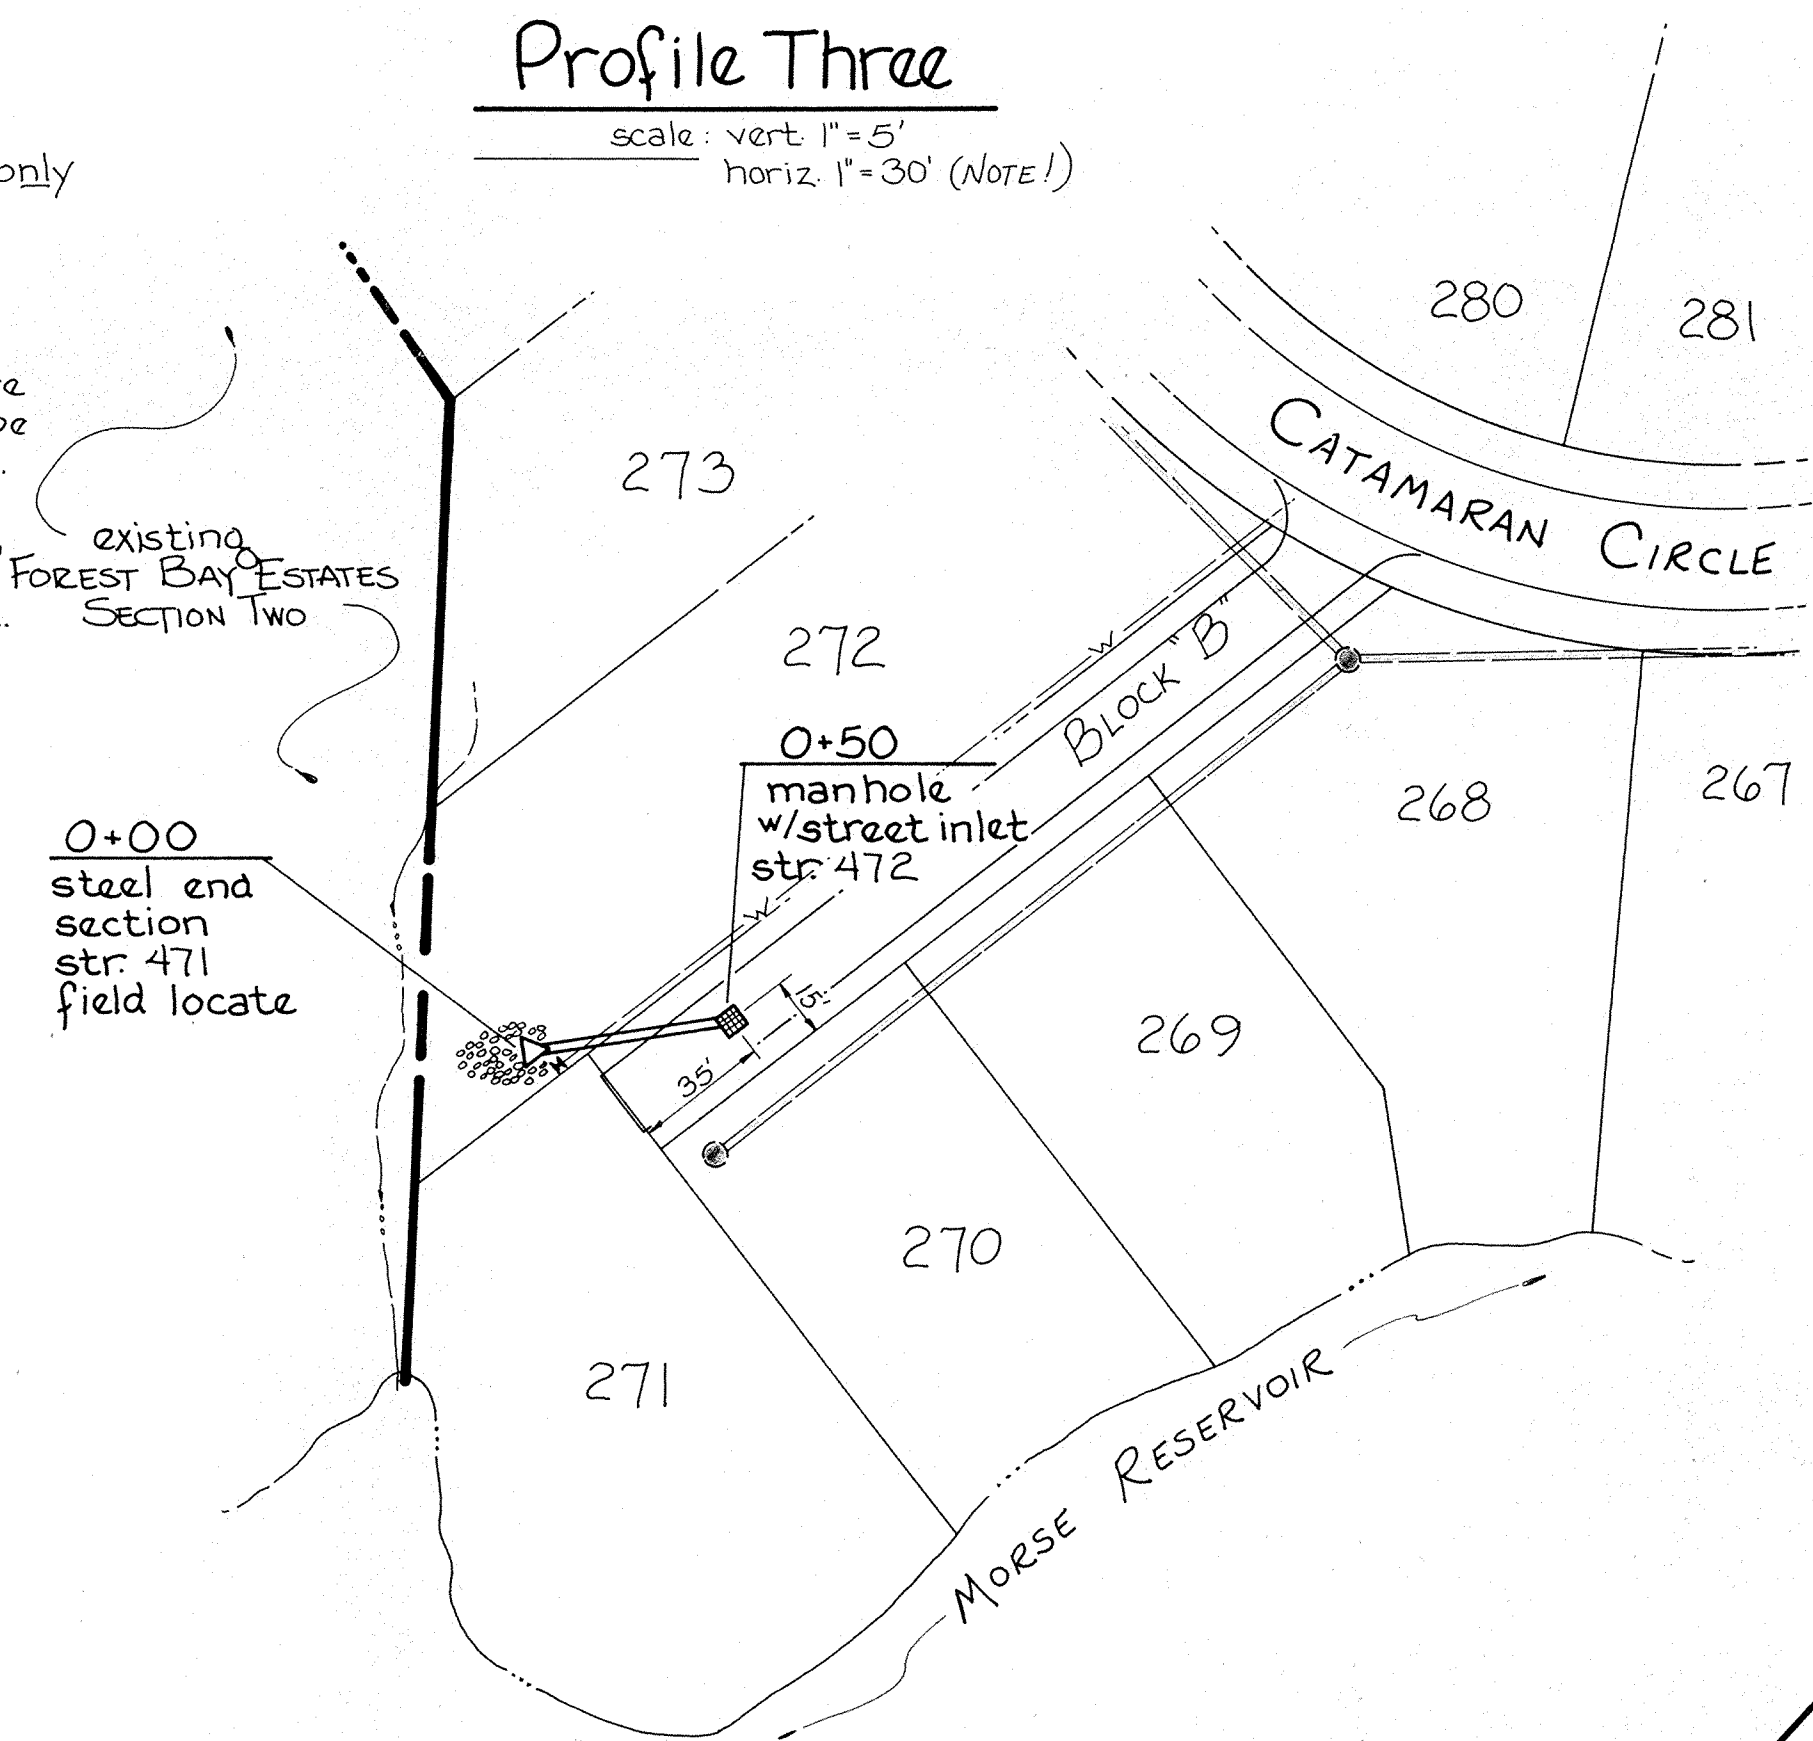 Profile Three
scale: vert. 1"=5'
horiz. 1"=30' (NOTE!)
only
280
281
CATAMARAN CIRCLE
273
existing
FOREST BAY ESTATES
SECTION TWO
272
W
BLOCK "B"
0+50
manhole
w/street inlet
str. 472
268
267
0+00
steel end
section
str. 471
field locate
W
15'
35'
269
270
271
MORSE RESERVOIR